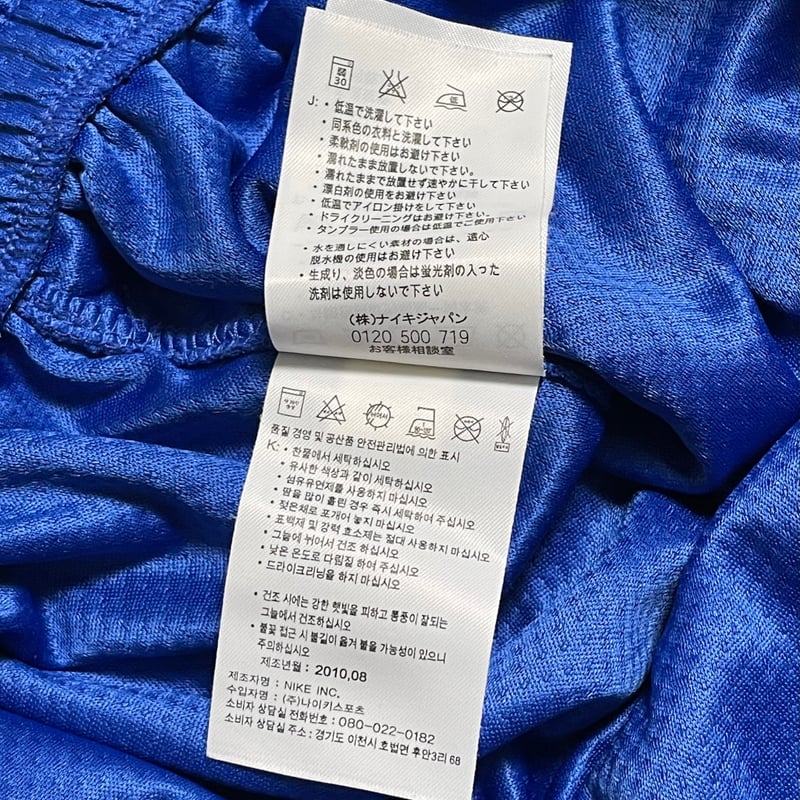 弱
30
低
J: ・低温で洗濯して下さい
・同系色の衣料と洗濯して下さい
・柔軟剤の使用はお避け下さい
・濡れたまま放置しないで下さい。
・濡れたままで放置せず速やかに干して下さい
・漂白剤の使用をお避け下さい
・低温でアイロン掛けをして下さい
・ドライクリーニングはお避け下さい。
・タンブラー使用の場合は低温でご使用下さい
・水を通しにくい素材の場合は、遠心
脱水機の使用はお避け下さい
・生成り、淡色の場合は蛍光剤の入った
洗剤は使用しないで下さい
(株)ナイキジャパン
0120 500 719
お客様相談室
품질 경영 및 공산품 안전관리법에 의한 표시
K: • 찬물에서 세탁하십시오
• 유사한 색상과 같이 세탁하십시오
• 섬유유연제를 사용하지 마십시오
• 땀을 많이 흘린 경우 즉시 세탁하여 주십시오
• 젖은채로 포개어 놓지 마십시오
• 표백제 및 강력 효소제는 절대 사용하지 마십시오
• 그늘에 뉘어서 건조 하십시오
• 낮은 온도로 다림질 하여 주십시오
• 드라이크리닝을 하지 마십시오
• 건조 시에는 강한 햇빛을 피하고 통풍이 잘되는
그늘에서 건조하십시오
• 불꽃 접근 시 불길이 옮겨 붙을 가능성이 있으니
주의하십시오
제조년월 : 2010,08
제조자명 : NIKE INC.
수입자명 : (주)나이키스포츠
소비자 상담실 전화번호 : 080-022-0182
소비자 상담실 주소 : 경기도 이천시 호법면 후안3리 68